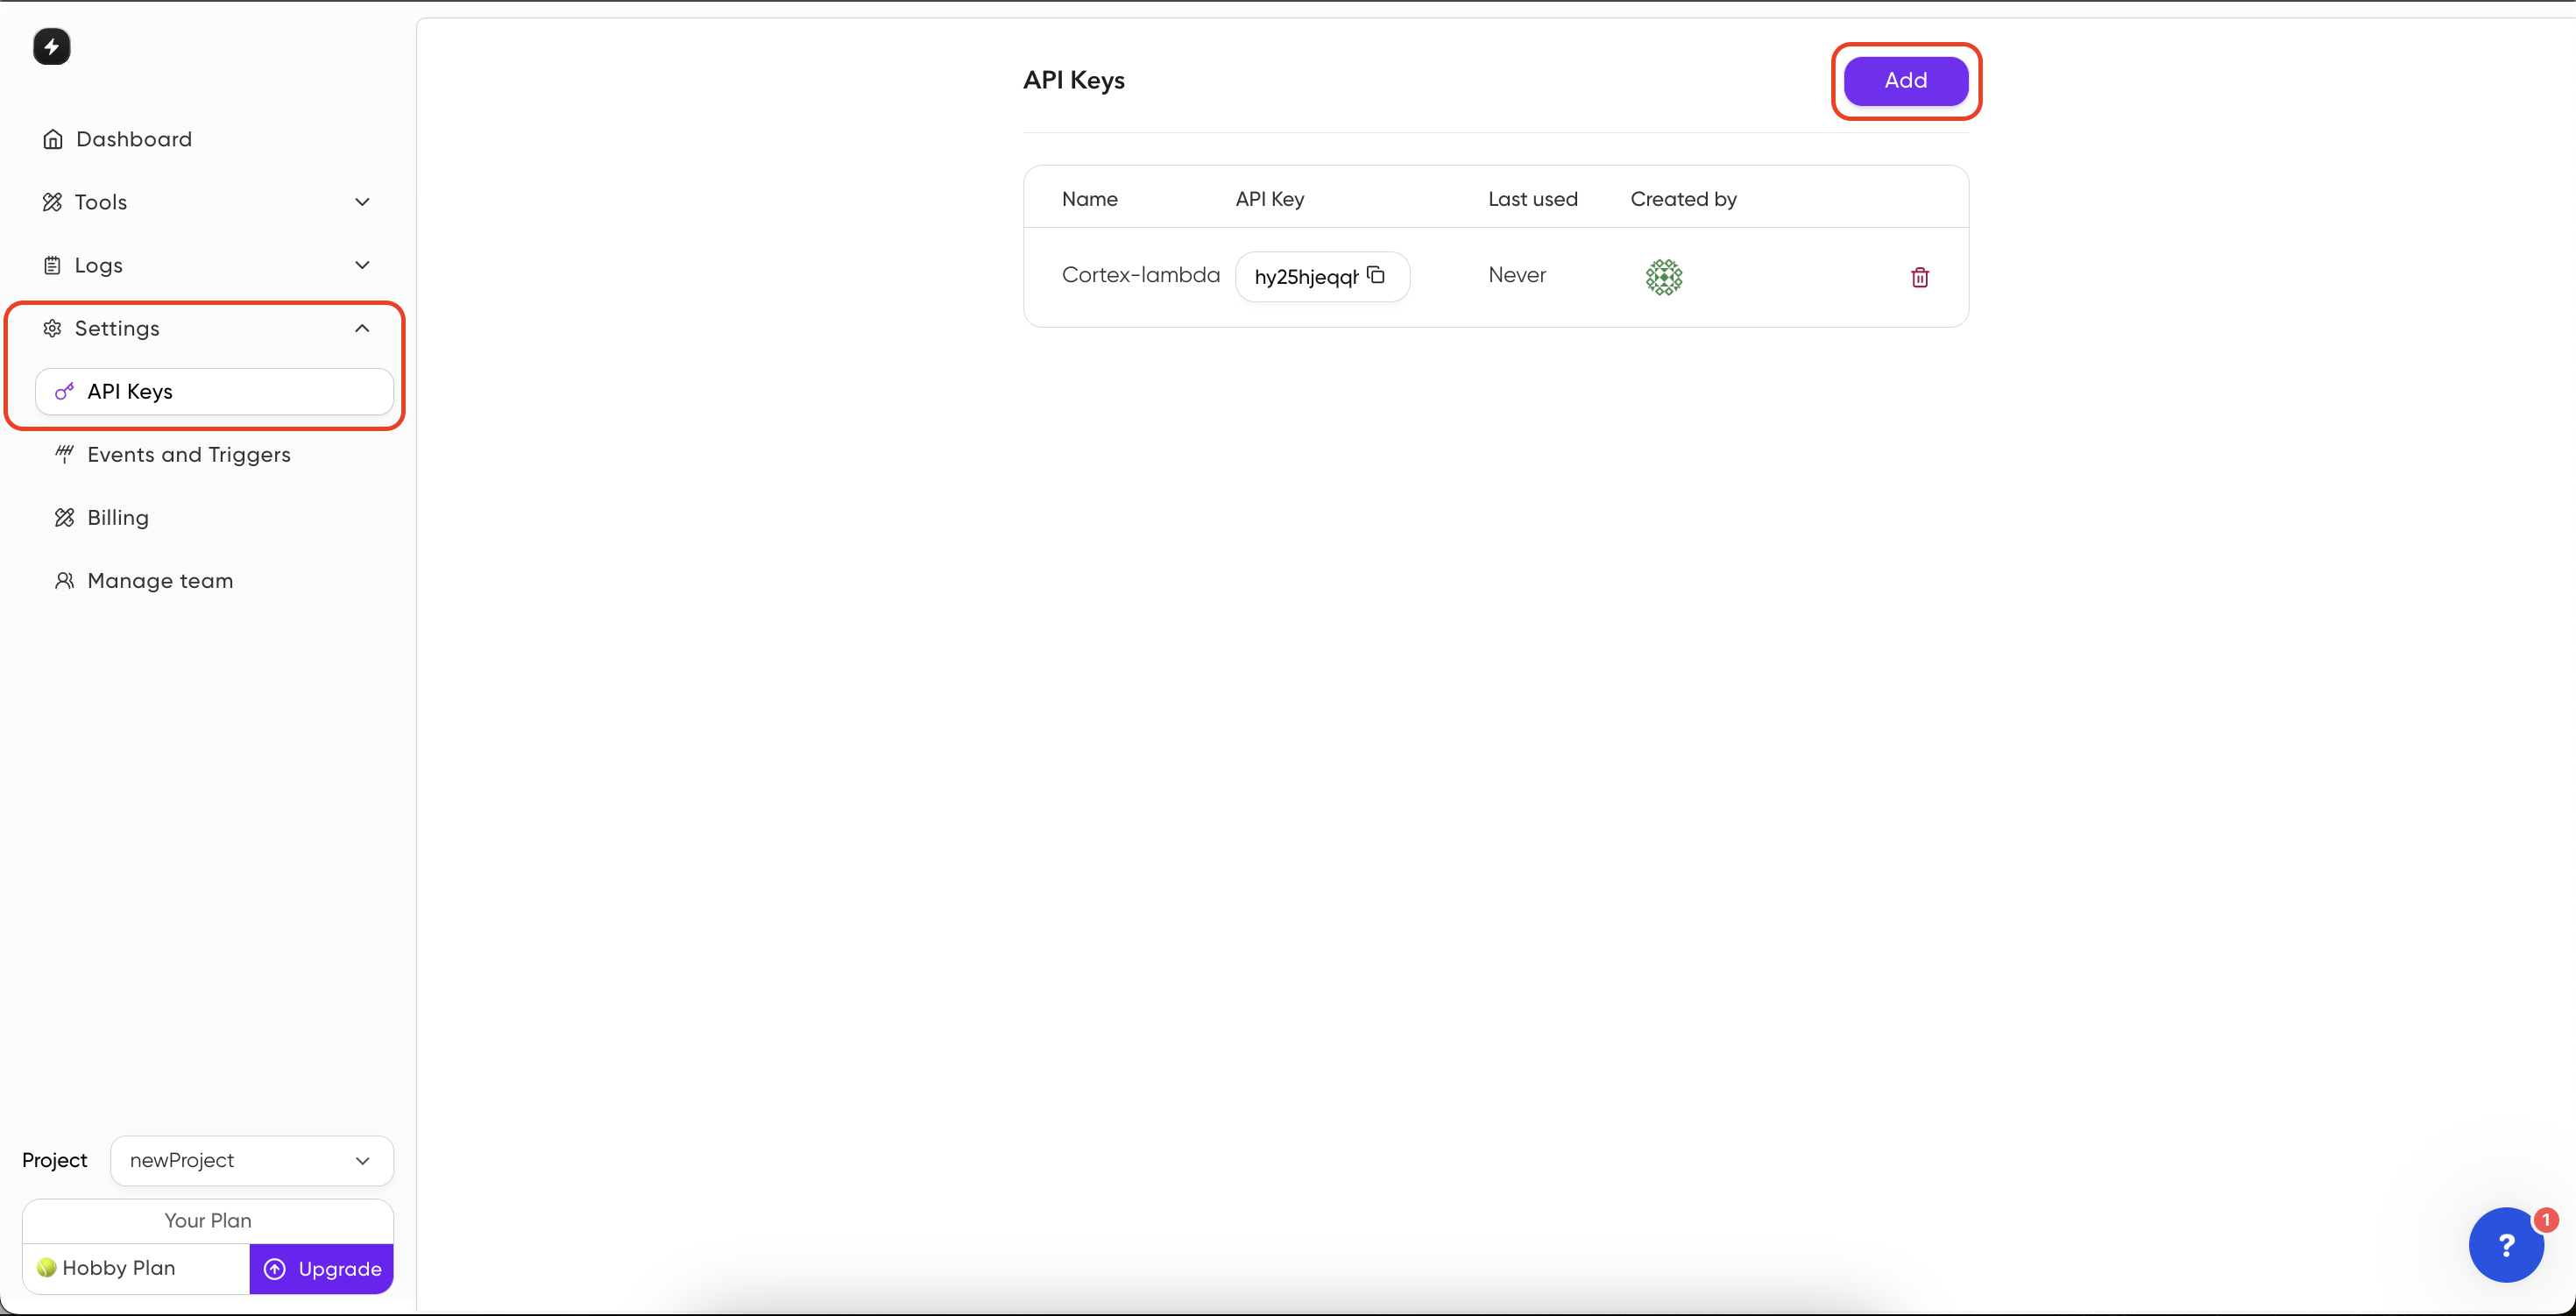 Dashboard
Tools
Logs
Settings
API Keys
Events and Triggers
Billing
Manage team
Project newProject
Your Plan
Hobby Plan Upgrade
API Keys Add
Name API Key Last used Created by
Cortex-lambda hy25hjeqq Never
? 1